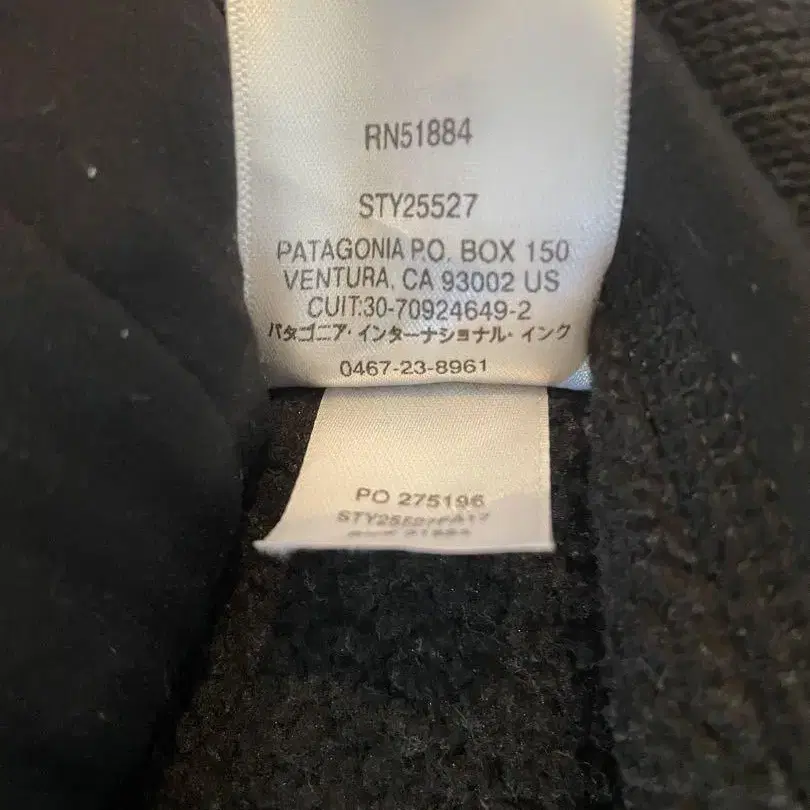 RN51884
STY25527
PATAGONIA P.O. BOX 150
VENTURA, CA 93002 US
CUIT:30-70924649-2
パタゴニア・インターナショナル・インク
0467-23-8961
PO 275196
STY25527FA17